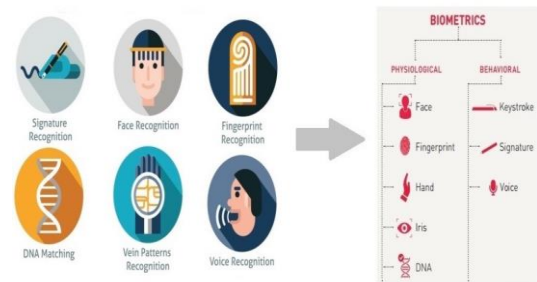 Signature
Recognition
Face Recognition
Fingerprint
Recognition
DNA Matching
Vein Patterns
Recognition
Voice Recognition
BIOMETRICS
PHYSIOLOGICAL
Face
Fingerprint
Hand
Iris
DNA
BEHAVIORAL
Keystroke
Signature
Voice